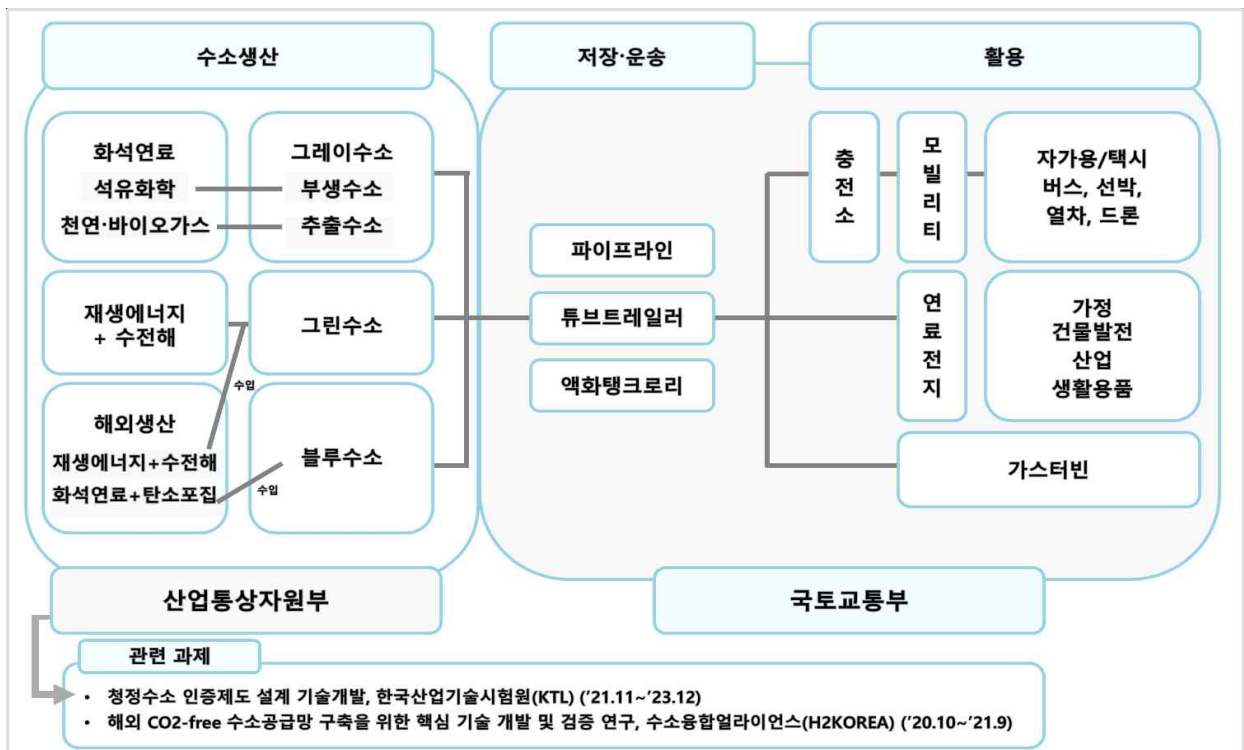 수소생산
저장·운송
활용
화석연료
석유화학
천연·바이오가스
그레이수소
부생수소
추출수소
재생에너지
+ 수전해
그린수소
수입
해외생산
재생에너지+수전해
화석연료+탄소포집
블루수소
수입
파이프라인
튜브트레일러
액화탱크로리
충
전
소
모
빌
리
티
자가용/택시
버스, 선박,
열차, 드론
연
료
전
지
가정
건물발전
산업
생활용품
가스터빈
산업통상자원부
국토교통부
관련 과제
• 청정수소 인증제도 설계 기술개발, 한국산업기술시험원(KTL) ('21.11~'23.12)
• 해외 CO2-free 수소공급망 구축을 위한 핵심 기술 개발 및 검증 연구, 수소융합얼라이언스(H2KOREA) ('20.10~'21.9)